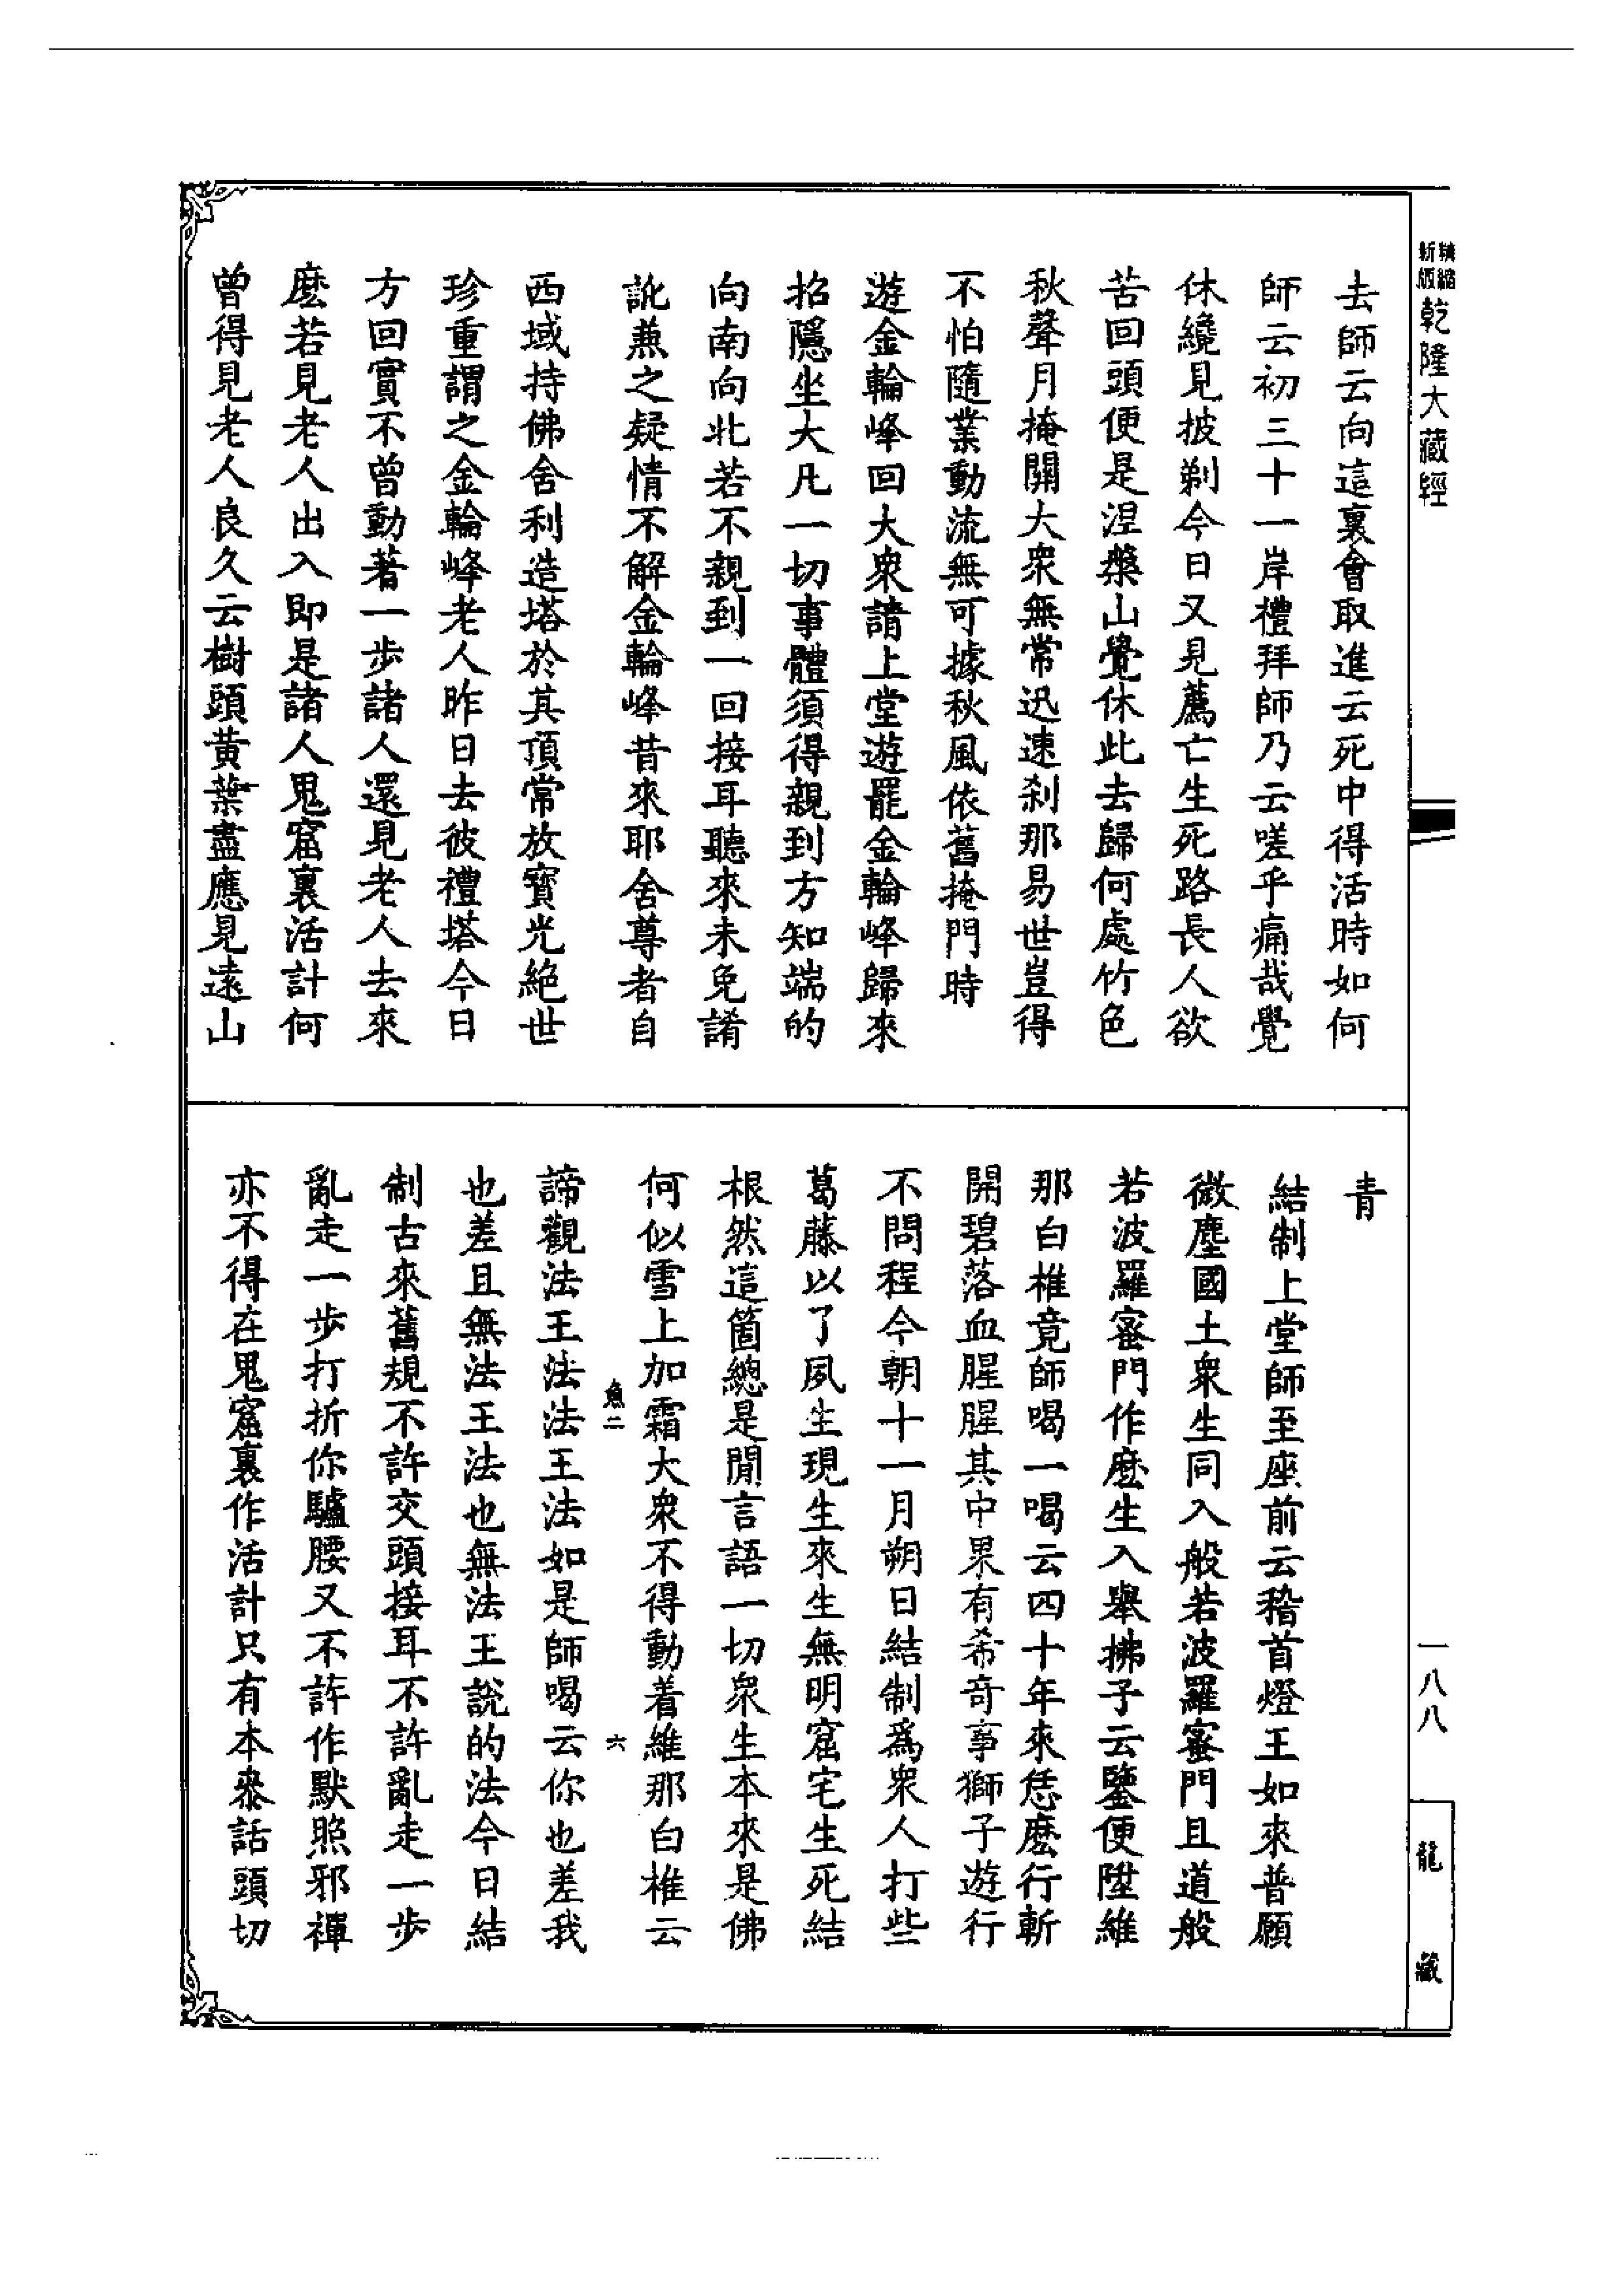 精縮
新版
乾隆大藏經
去師云向這裏會取進云死中得活時如何
師云初三十一岸禮拜師乃云嗟乎痛哉覺
休纔見披剃今日又見薦亡生死路長人欲
苦回頭便是涅槃山覺休此去歸何處竹色
秋聲月掩關大衆無常迅速剎那易世豈得
不怕隨業動流無可據秋風依舊掩門時
遊金輪峰回大衆請上堂遊罷金輪峰歸來
招隱坐大凡一切事體須得親到方知端的
向南向北若不親到一回接耳聽來未免誵
訛兼之疑情不解金輪峰昔來耶舍尊者自
西域持佛舍利造塔於其頂常放寶光絕世
珍重謂之金輪峰老人昨日去彼禮塔今日
方回實不曾動著一步諸人還見老人去來
麽若見老人出入即是諸人鬼窟裏活計何
曾得見老人良久云樹頭黃葉盡應見遠山
青
結制上堂師至座前云稽首燈王如來普願
微塵國土衆生同入般若波羅蜜門且道般
若波羅蜜門作麽生入舉拂子云鑒便陞維
那白椎竟師喝一喝云四十年來恁麽行斬
開碧落血腥腥其中果有希奇事獅子遊行
不問程今朝十一月朔日結制爲衆人打些
葛藤以了夙生現生來生無明窟宅生死結
根然這箇總是閒言語一切衆生本來是佛
何似雪上加霜大衆不得動着維那白椎云
魚二
六
諦觀法王法法王法如是師喝云你也差我
也差且無法王法也無法王說的法今日結
制古來舊規不許交頭接耳不許亂走一步
亂走一步打折你驢腰又不許作默照邪禪
亦不得在鬼窟裏作活計只有本叅話頭切
一八八
龍
藏